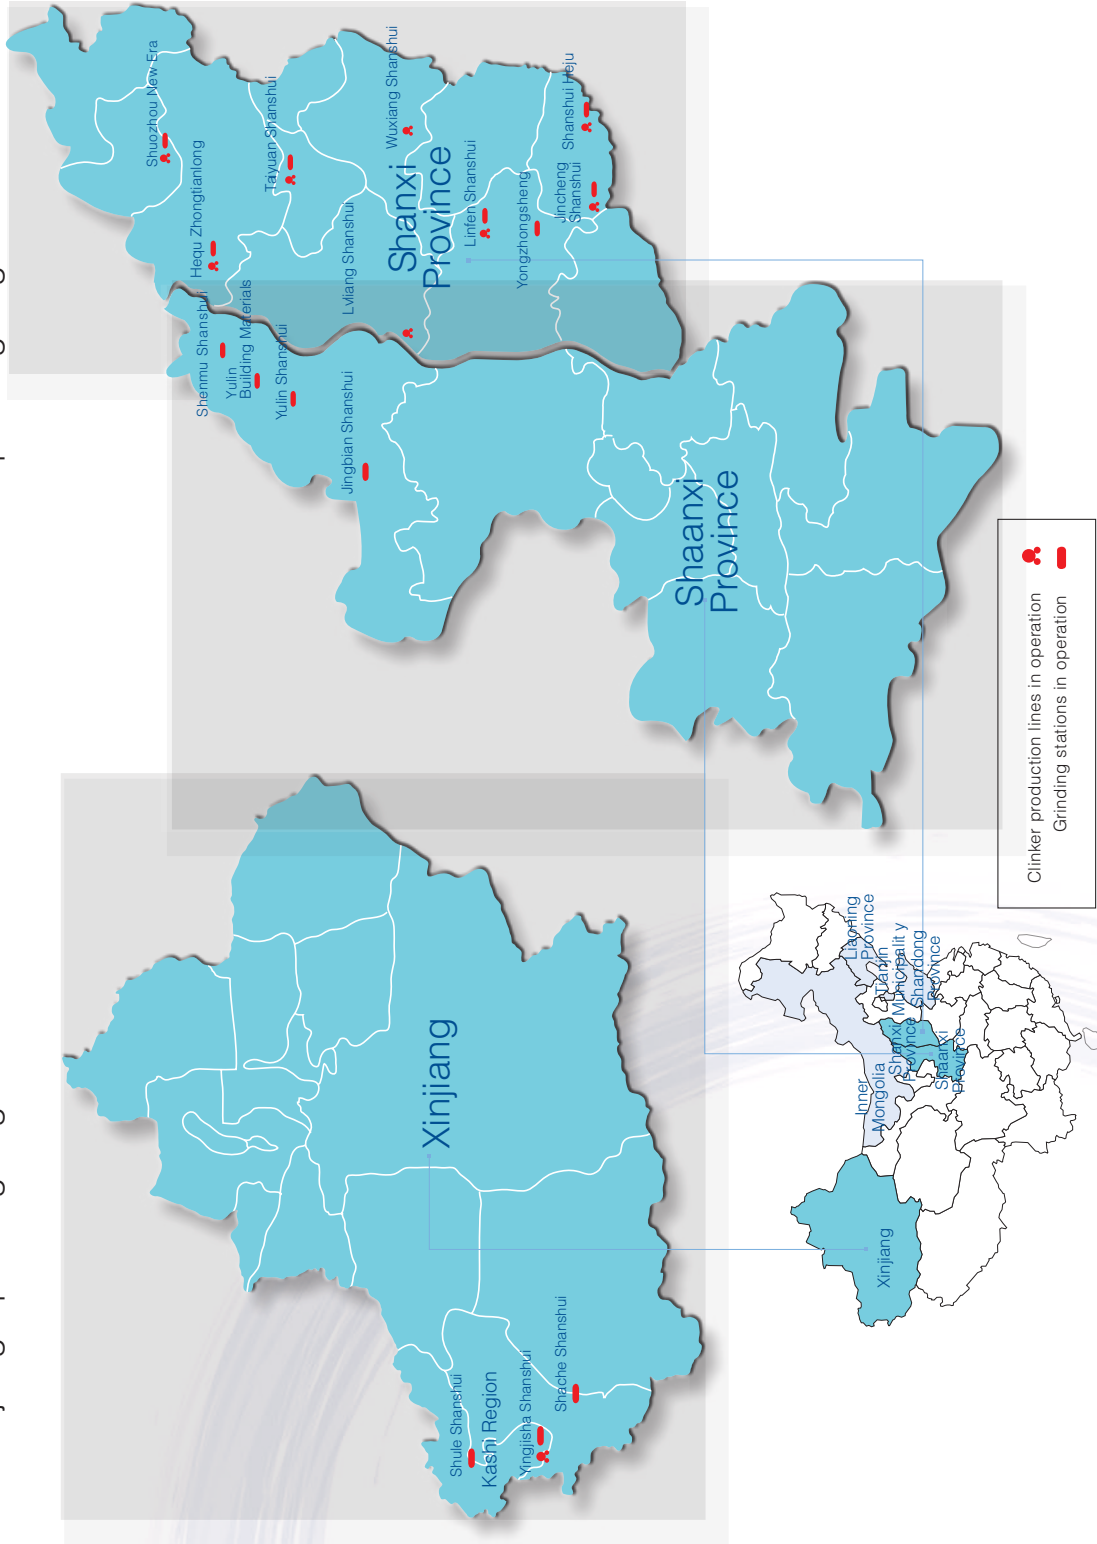 Xinjiang
Shule Shanshui
Kashi Region
Yingjisha Shanshui
Shache Shanshui
Shuozhou New Era
Hequ Zhongtianlong
Taiyuan Shanshui
Lvliang Shanshui
Wuxiang Shanshui
Shanxi
Province
Linfen Shanshui
Yongzhongsheng
Jincheng
Shanshui
Shanshui Heju
Shenmu Shanshui
Yulin
Building Materials
Yulin Shanshui
Jingbian Shanshui
Shaanxi
Province
Xinjiang
Inner
Mongolia
Shanxi
Province
Shaanxi
Province
Liaoning
Province
Tianjin
Municipalit y
Shandong
Province
Clinker production lines in operation
Grinding stations in operation